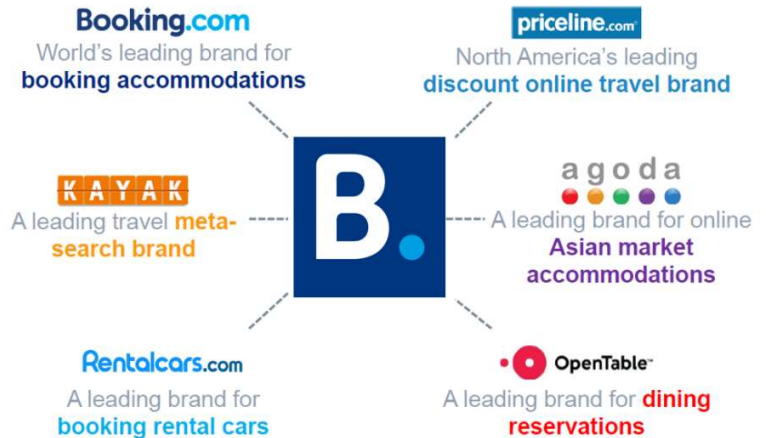 Booking.com
World's leading brand for
booking accommodations
priceline.com
North America's leading
discount online travel brand
KAYAK
A leading travel meta-
search brand
B.
agoda
A leading brand for online
Asian market
accommodations
Rentalcars.com
A leading brand for
booking rental cars
OpenTable™
A leading brand for dining
reservations